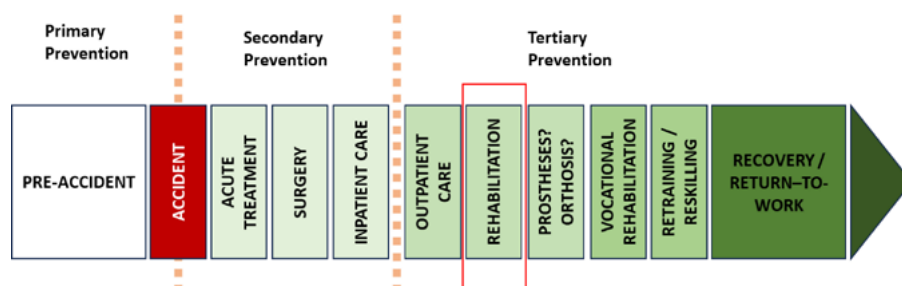 Primary
Prevention
Secondary
Prevention
Tertiary
Prevention
PRE-ACCIDENT
ACCIDENT
ACUTE
TREATMENT
SURGERY
INPATIENT CARE
OUTPATIENT
CARE
REHABILITATION
PROSTHESES?
ORTHOSIS?
VOCATIONAL
REHABILITATION
RETRAINING /
RESKILLING
RECOVERY /
RETURN–TO-
WORK